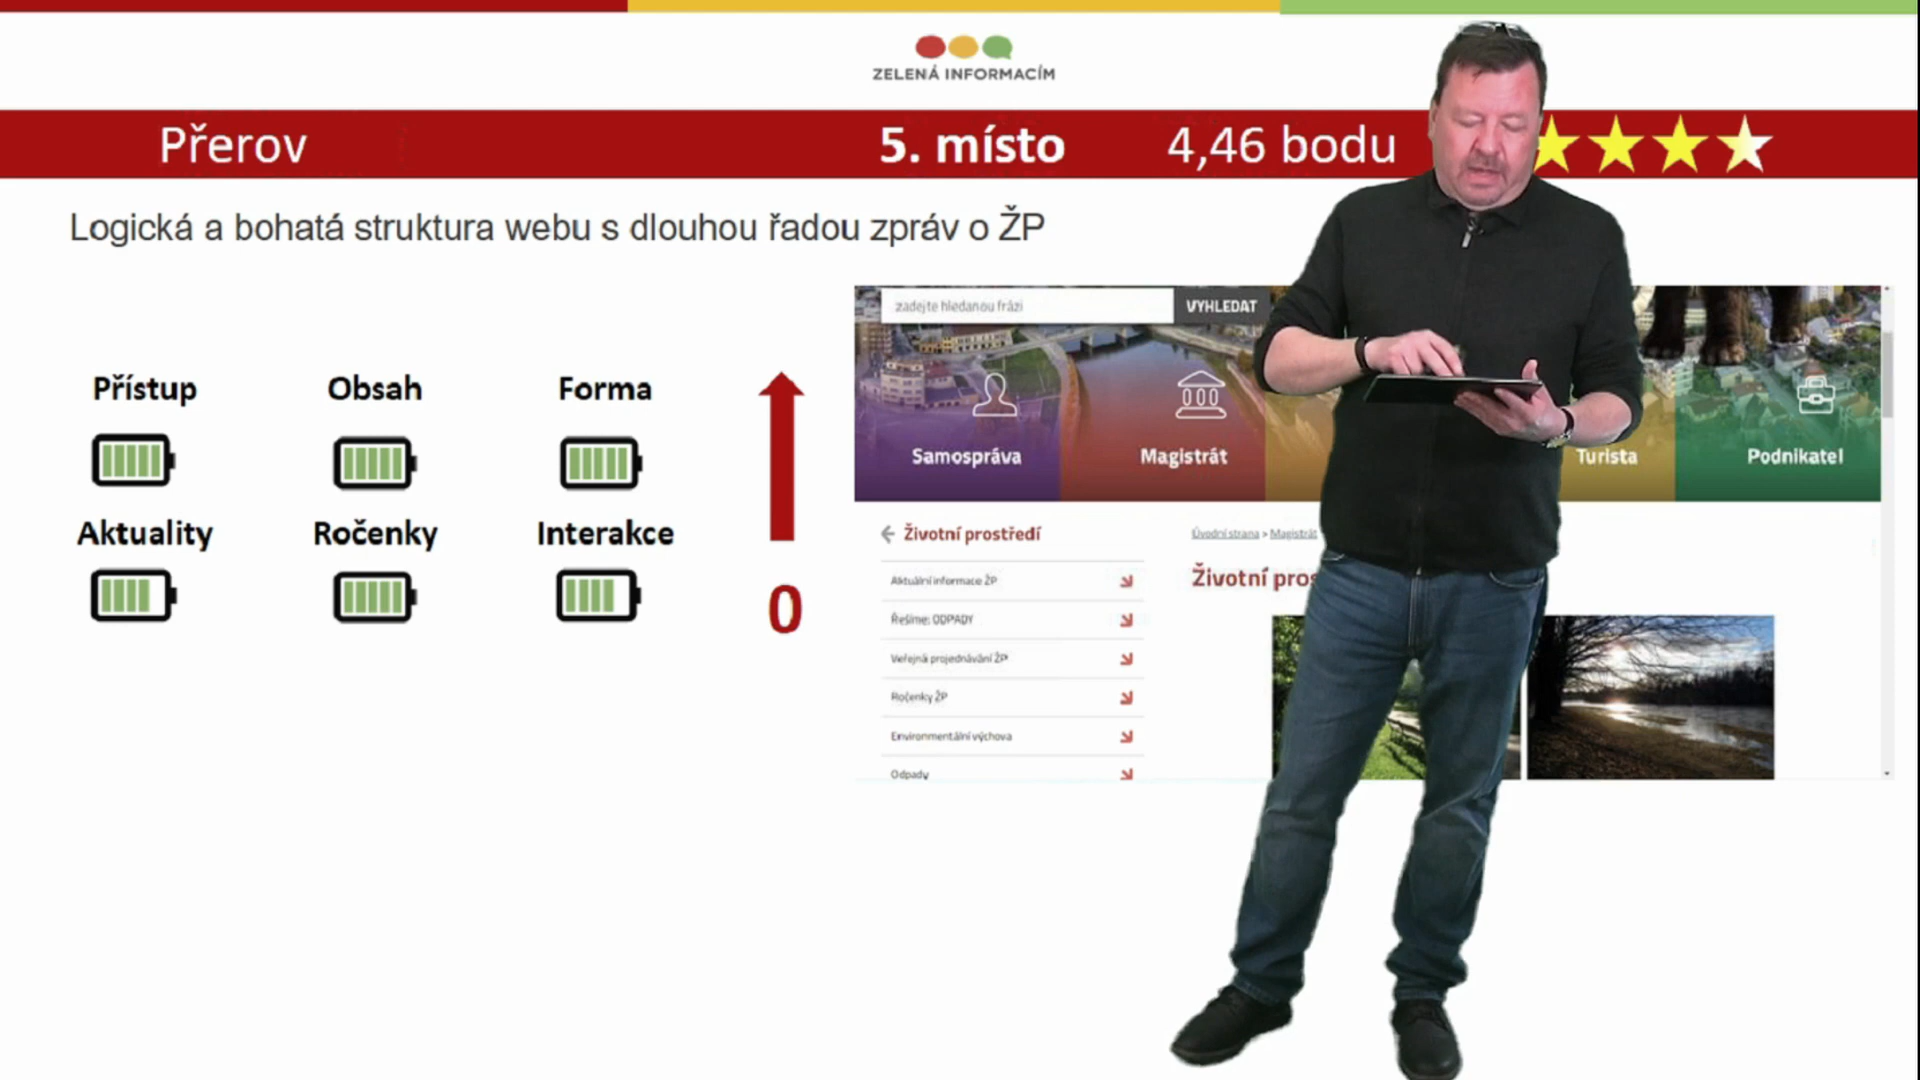 ZELENÁ INFORMACÍM
Přerov 5. místo 4,46 bodu
Logická a bohatá struktura webu s dlouhou řadou zpráv o ŽP
Přístup Obsah Forma
Aktuality Ročenky Interakce
0
zadejte hledanou frázi VYHLEDAT
Samospráva Magistrát Turista Podnikatel
Životní prostředí
Aktuální informace ŽP
Řešíme: ODPADY
Veřejná projednávání ŽP
Ročenky ŽP
Environmentální výchova
Odpady
Úvodní strana > Magistrát
Životní pros